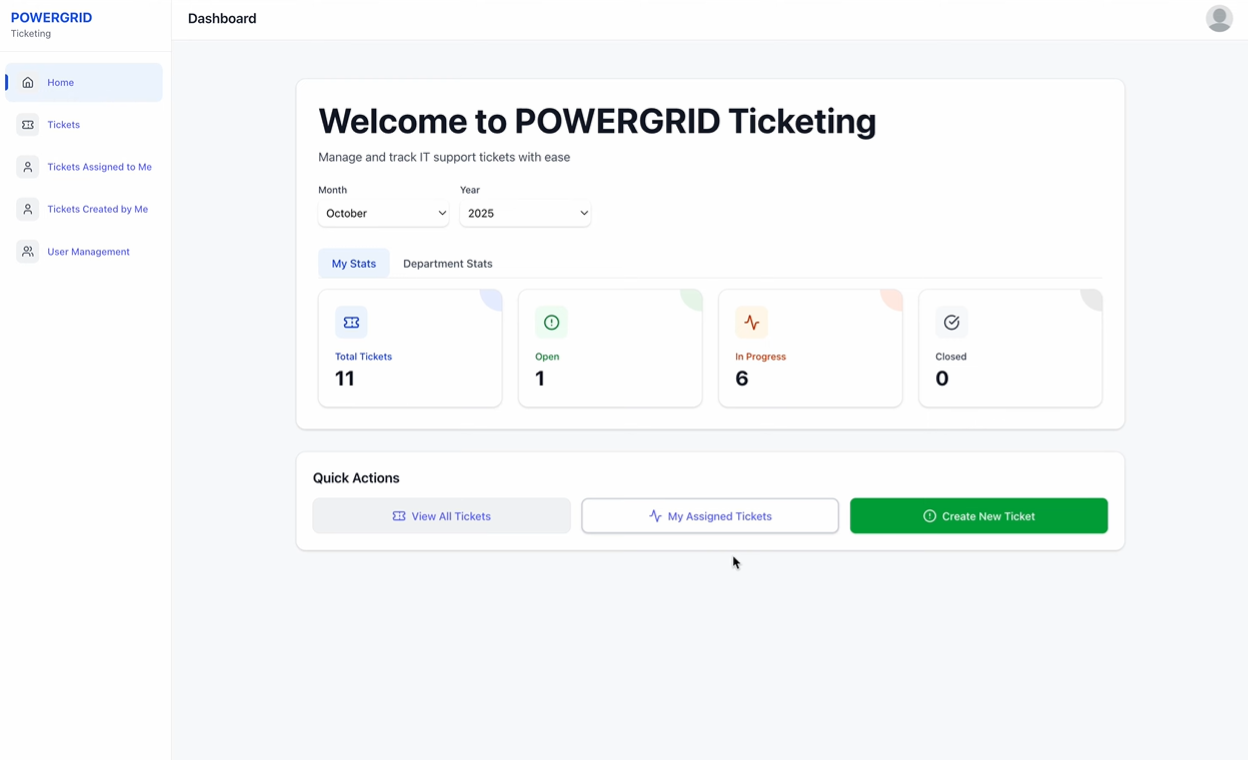 POWERGRID
Ticketing
Dashboard
Home
Tickets
Tickets Assigned to Me
Tickets Created by Me
User Management
Welcome to POWERGRID Ticketing
Manage and track IT support tickets with ease
Month Year
October 2025
My Stats Department Stats
Total Tickets Open In Progress Closed
11 1 6 0
Quick Actions
View All Tickets My Assigned Tickets Create New Ticket